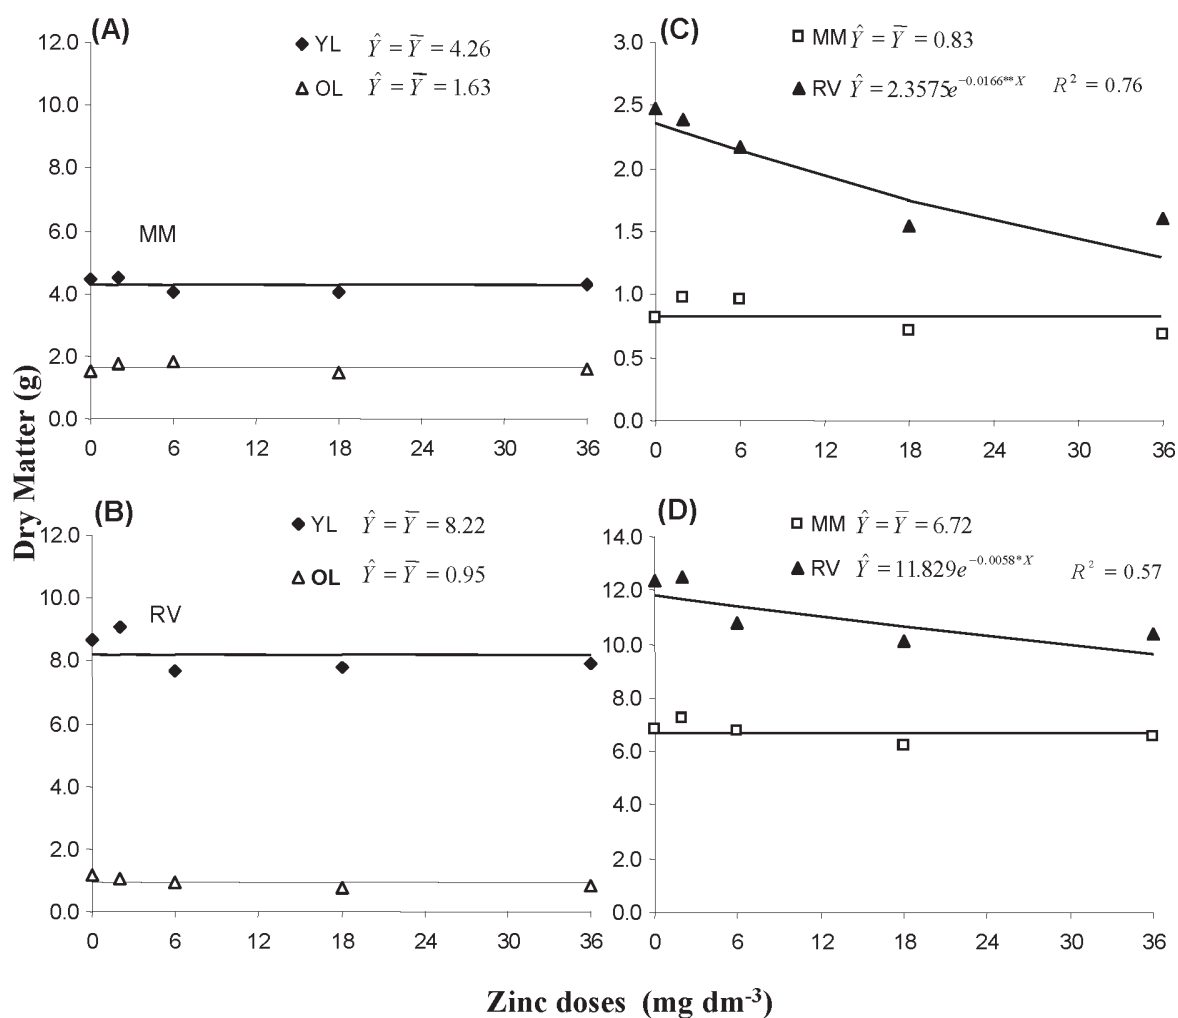 Dry Matter (g)
(A)
12.0
10.0
8.0
6.0
4.0
2.0
0.0
YL Ŷ = Ȳ = 4.26
OL Ŷ = Ȳ = 1.63
MM
0 6 12 18 24 30 36
(C)
3.0
2.5
2.0
1.5
1.0
0.5
0.0
MM Ŷ = Ȳ = 0.83
RV Ŷ = 2.3575e^{-0.0166**X} R² = 0.76
0 6 12 18 24 30 36
(B)
12.0
10.0
8.0
6.0
4.0
2.0
0.0
YL Ŷ = Ȳ = 8.22
OL Ŷ = Ȳ = 0.95
RV
0 6 12 18 24 30 36
(D)
14.0
12.0
10.0
8.0
6.0
4.0
2.0
0.0
MM Ŷ = Ȳ = 6.72
RV Ŷ = 11.829e^{-0.0058*X} R² = 0.57
0 6 12 18 24 30 36
Zinc doses (mg dm⁻³)